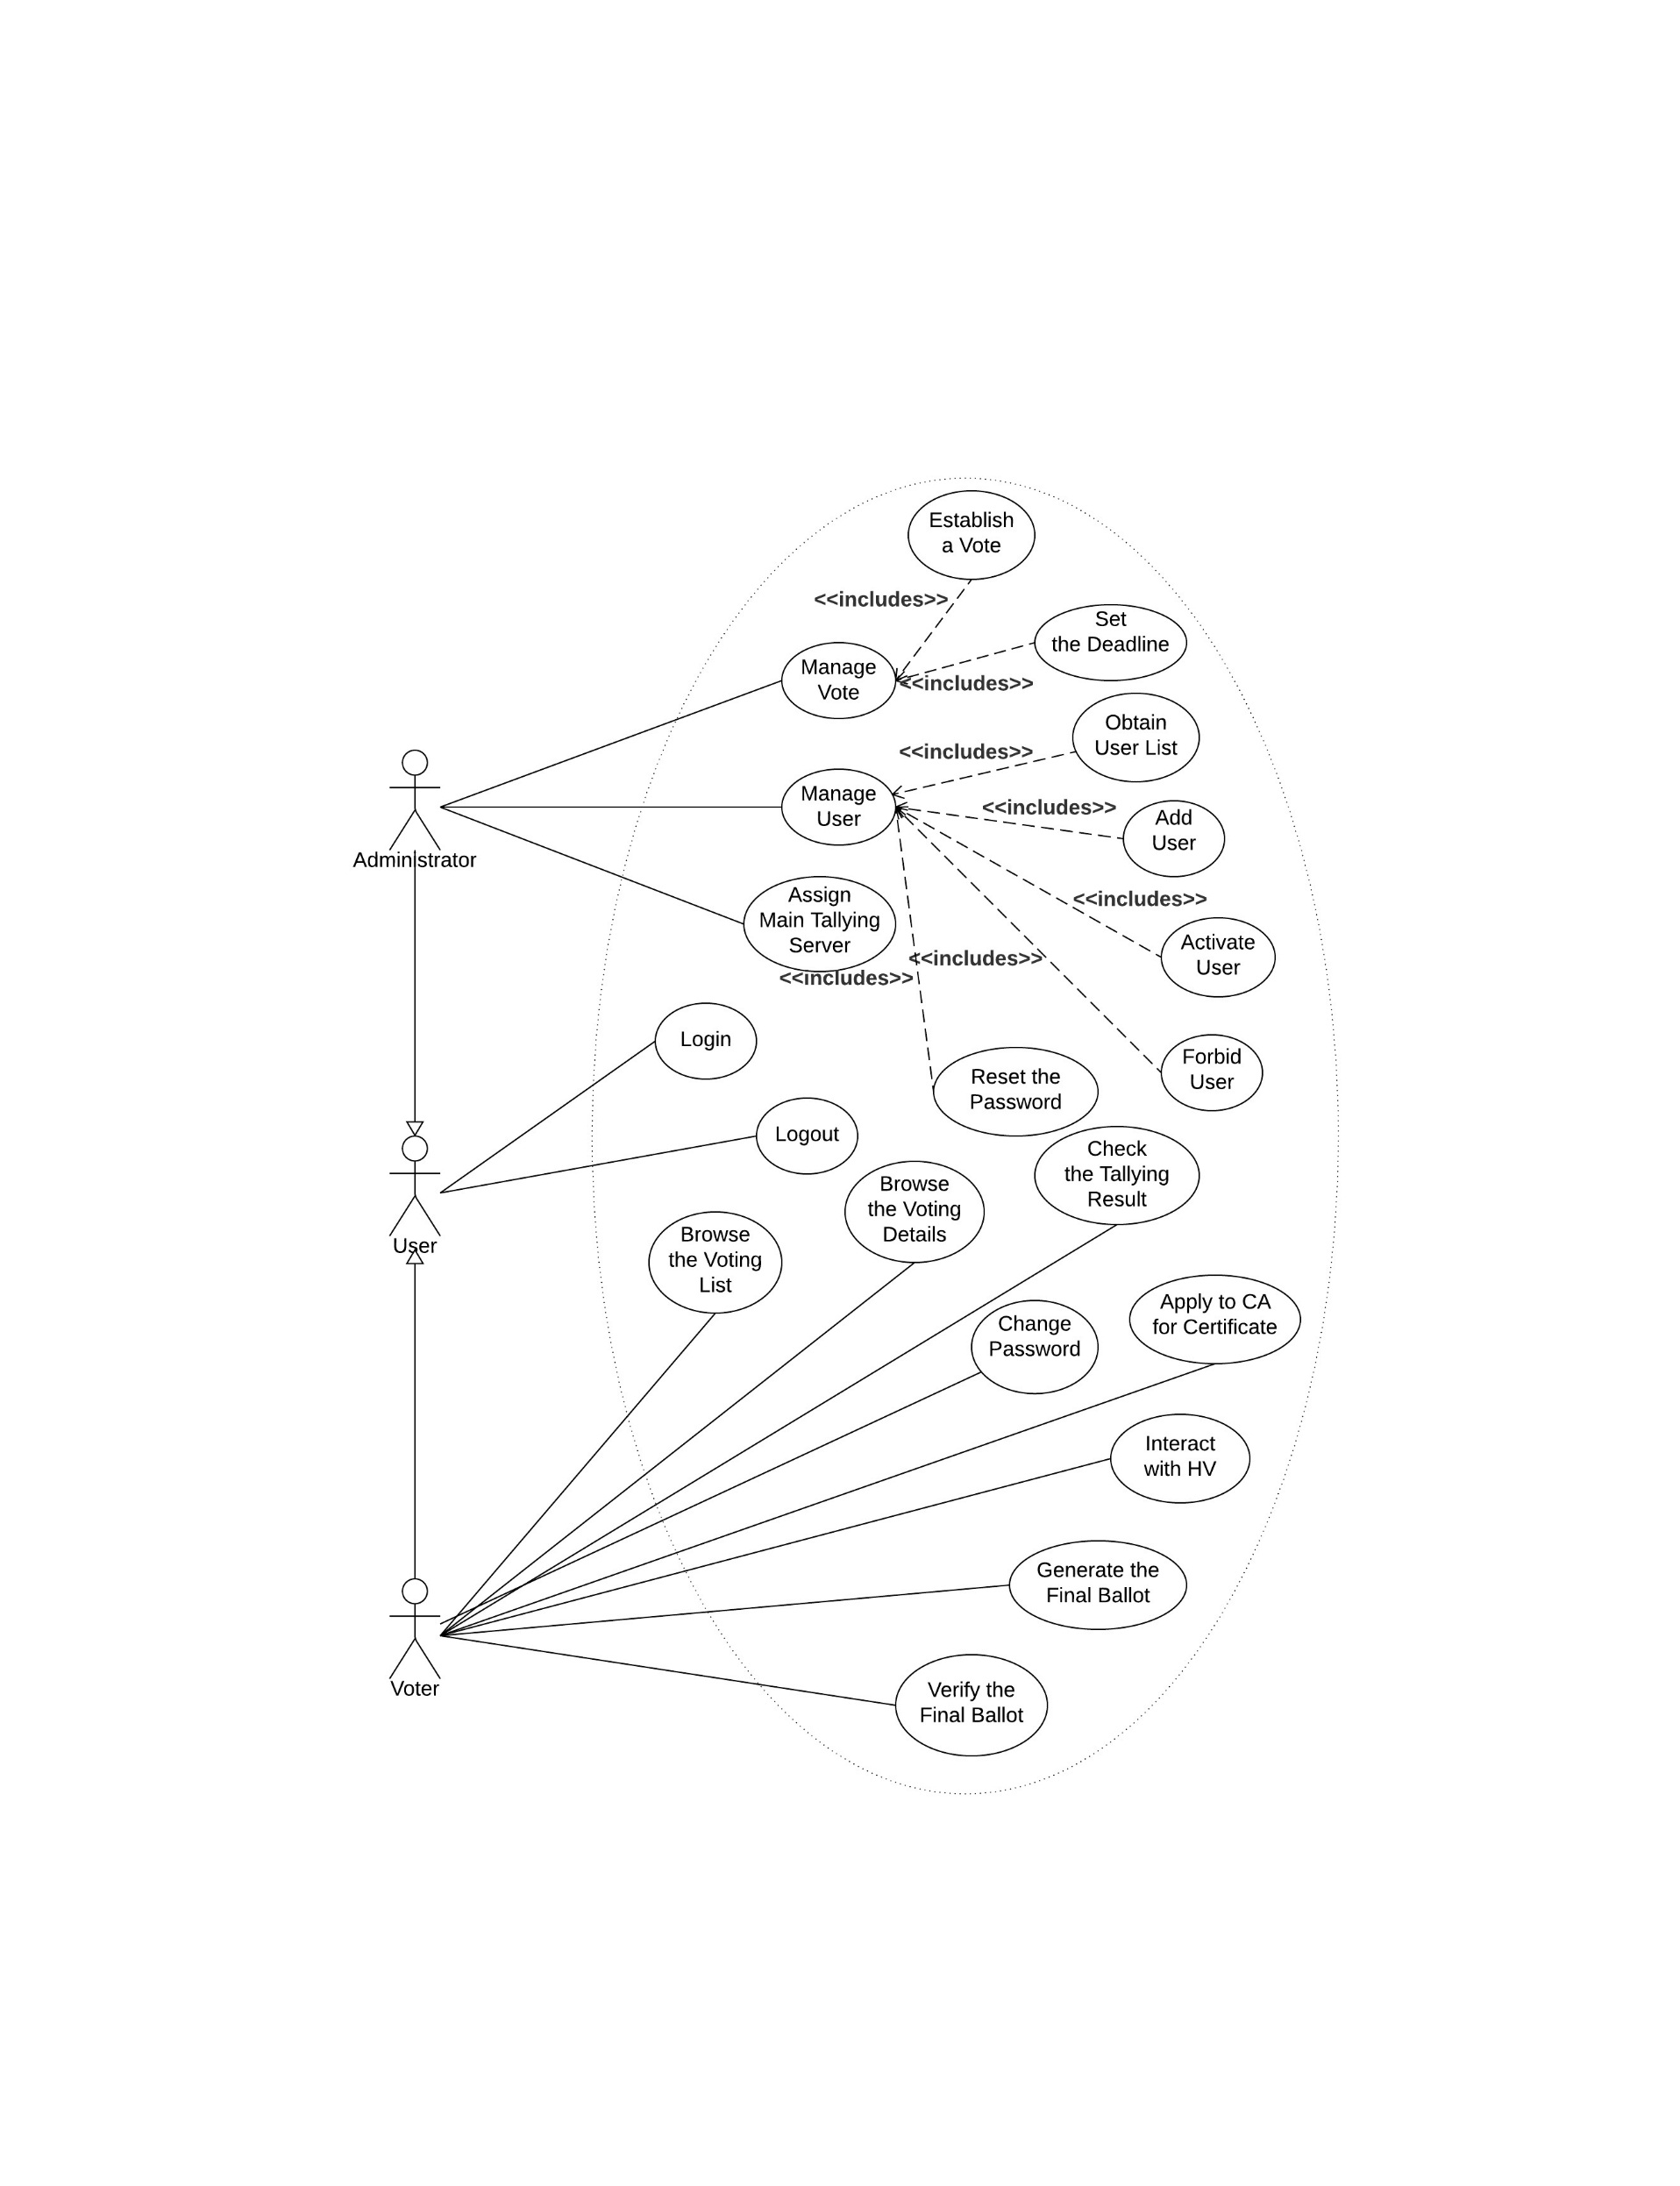 Establish
a Vote
<<includes>>
Set
the Deadline
Manage
Vote
<<includes>>
Obtain
User List
<<includes>>
Manage
User
<<includes>>
Add
User
Administrator
Assign
Main Tallying
Server
<<includes>>
Activate
User
<<includes>>
<<includes>>
Login
Forbid
User
Reset the
Password
Logout
Check
the Tallying
Result
Browse
the Voting
Details
User
Browse
the Voting
List
Apply to CA
for Certificate
Change
Password
Interact
with HV
Generate the
Final Ballot
Voter
Verify the
Final Ballot